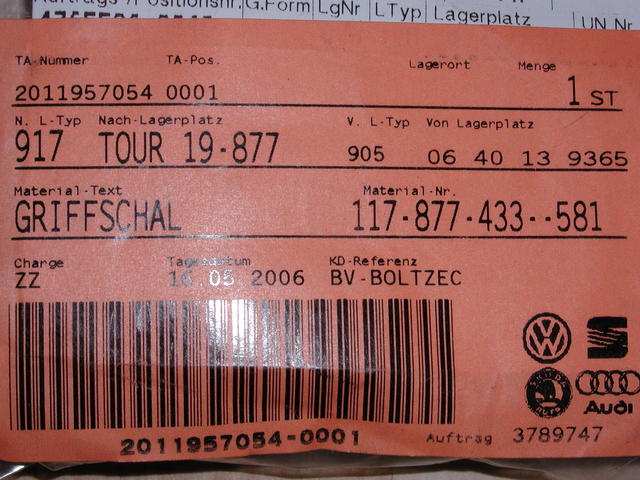 Auftrags-/Positionsnr. G.Form LgNr LTyp Lagerplatz UN Nr
TA-Nummer TA-Pos. Lagerort Menge
2011957054 0001 1 ST
N. L-Typ Nach-Lagerplatz V. L-Typ Von Lagerplatz
917 TOUR 19-877 905 06 40 13 9365
Material-Text Material-Nr.
GRIFFSCHAL 117-877-433--581
Charge Tagesdatum KD-Referenz
ZZ 16.05.2006 BV-BOLTZEC
VW
SKODA
AUTO
Audi
2011957054-0001 Auftrag 3789747